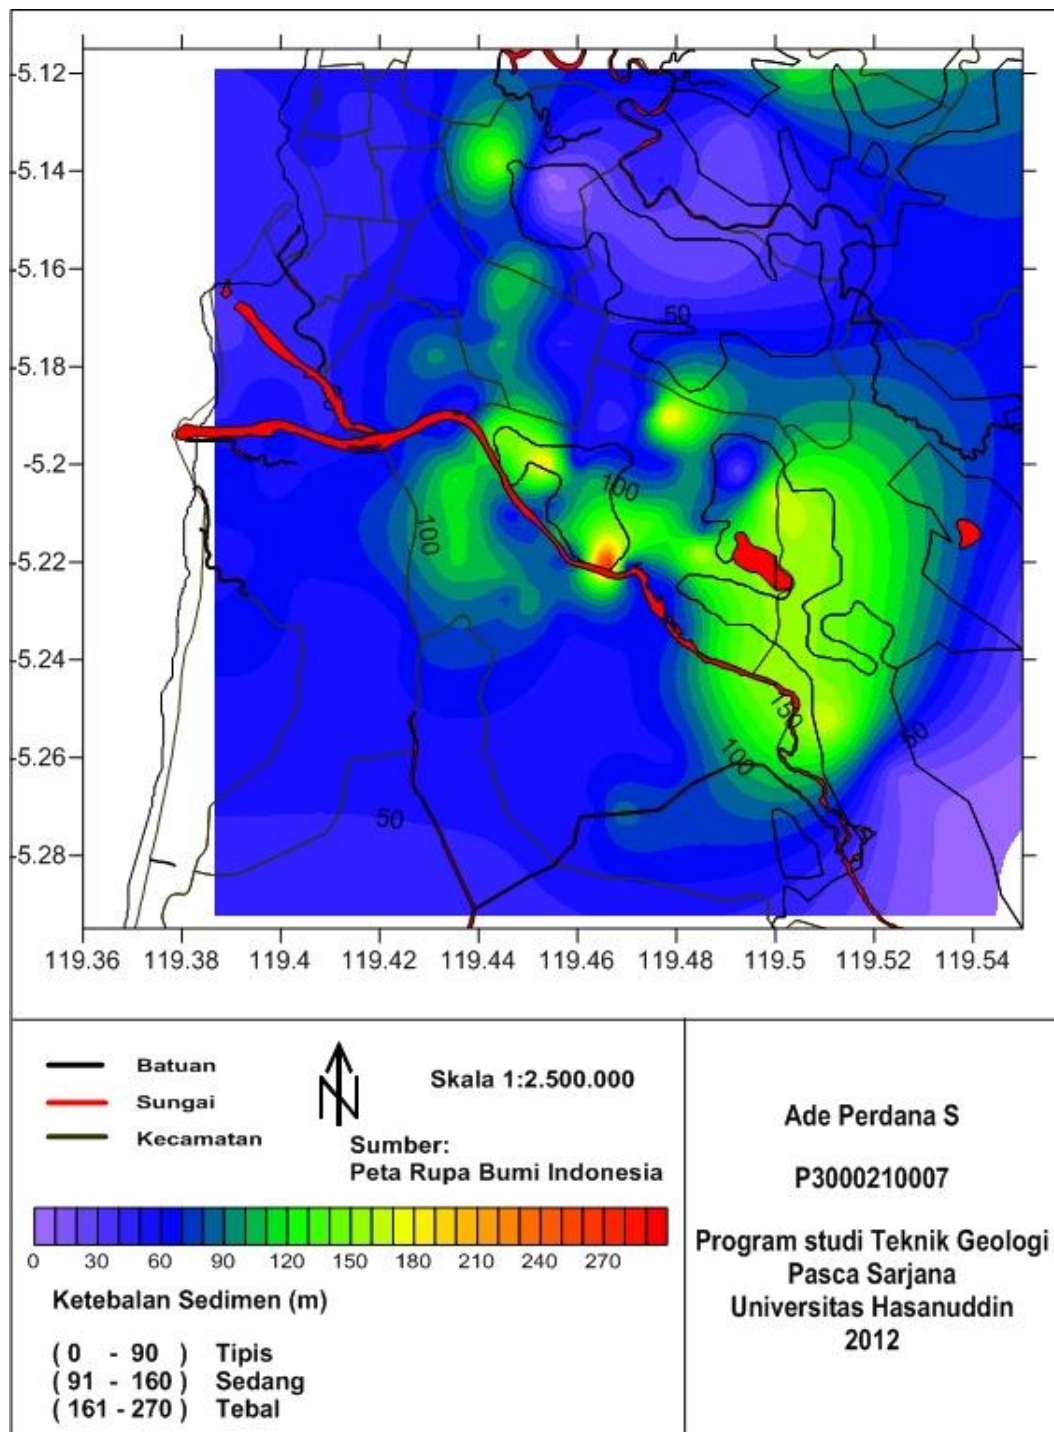 -5.12
-5.14
-5.16
-5.18
-5.2
-5.22
-5.24
-5.26
-5.28
50
100
100
150
100
50
50
119.36 119.38 119.4 119.42 119.44 119.46 119.48 119.5 119.52 119.54
Batuan
Sungai
Kecamatan
N
Skala 1:2.500.000
Sumber:
Peta Rupa Bumi Indonesia
0 30 60 90 120 150 180 210 240 270
Ketebalan Sedimen (m)
( 0 - 90 ) Tipis
( 91 - 160 ) Sedang
( 161 - 270 ) Tebal
Ade Perdana S
P3000210007
Program studi Teknik Geologi
Pasca Sarjana
Universitas Hasanuddin
2012